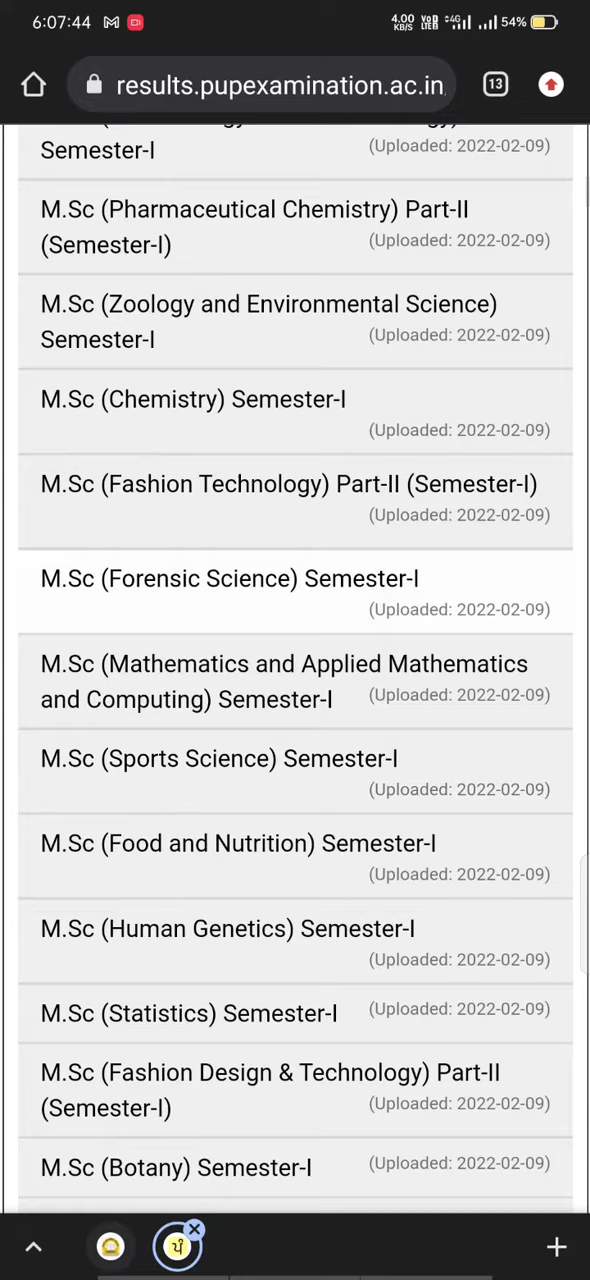 6:07:44
4.00 KB/S
VoD LTE
4G
54%
results.pupexamination.ac.in
13
Semester-I (Uploaded: 2022-02-09)
M.Sc (Pharmaceutical Chemistry) Part-II
(Semester-I) (Uploaded: 2022-02-09)
M.Sc (Zoology and Environmental Science)
Semester-I (Uploaded: 2022-02-09)
M.Sc (Chemistry) Semester-I
(Uploaded: 2022-02-09)
M.Sc (Fashion Technology) Part-II (Semester-I)
(Uploaded: 2022-02-09)
M.Sc (Forensic Science) Semester-I
(Uploaded: 2022-02-09)
M.Sc (Mathematics and Applied Mathematics
and Computing) Semester-I (Uploaded: 2022-02-09)
M.Sc (Sports Science) Semester-I
(Uploaded: 2022-02-09)
M.Sc (Food and Nutrition) Semester-I
(Uploaded: 2022-02-09)
M.Sc (Human Genetics) Semester-I
(Uploaded: 2022-02-09)
M.Sc (Statistics) Semester-I (Uploaded: 2022-02-09)
M.Sc (Fashion Design & Technology) Part-II
(Semester-I) (Uploaded: 2022-02-09)
M.Sc (Botany) Semester-I (Uploaded: 2022-02-09)
ਪੰ